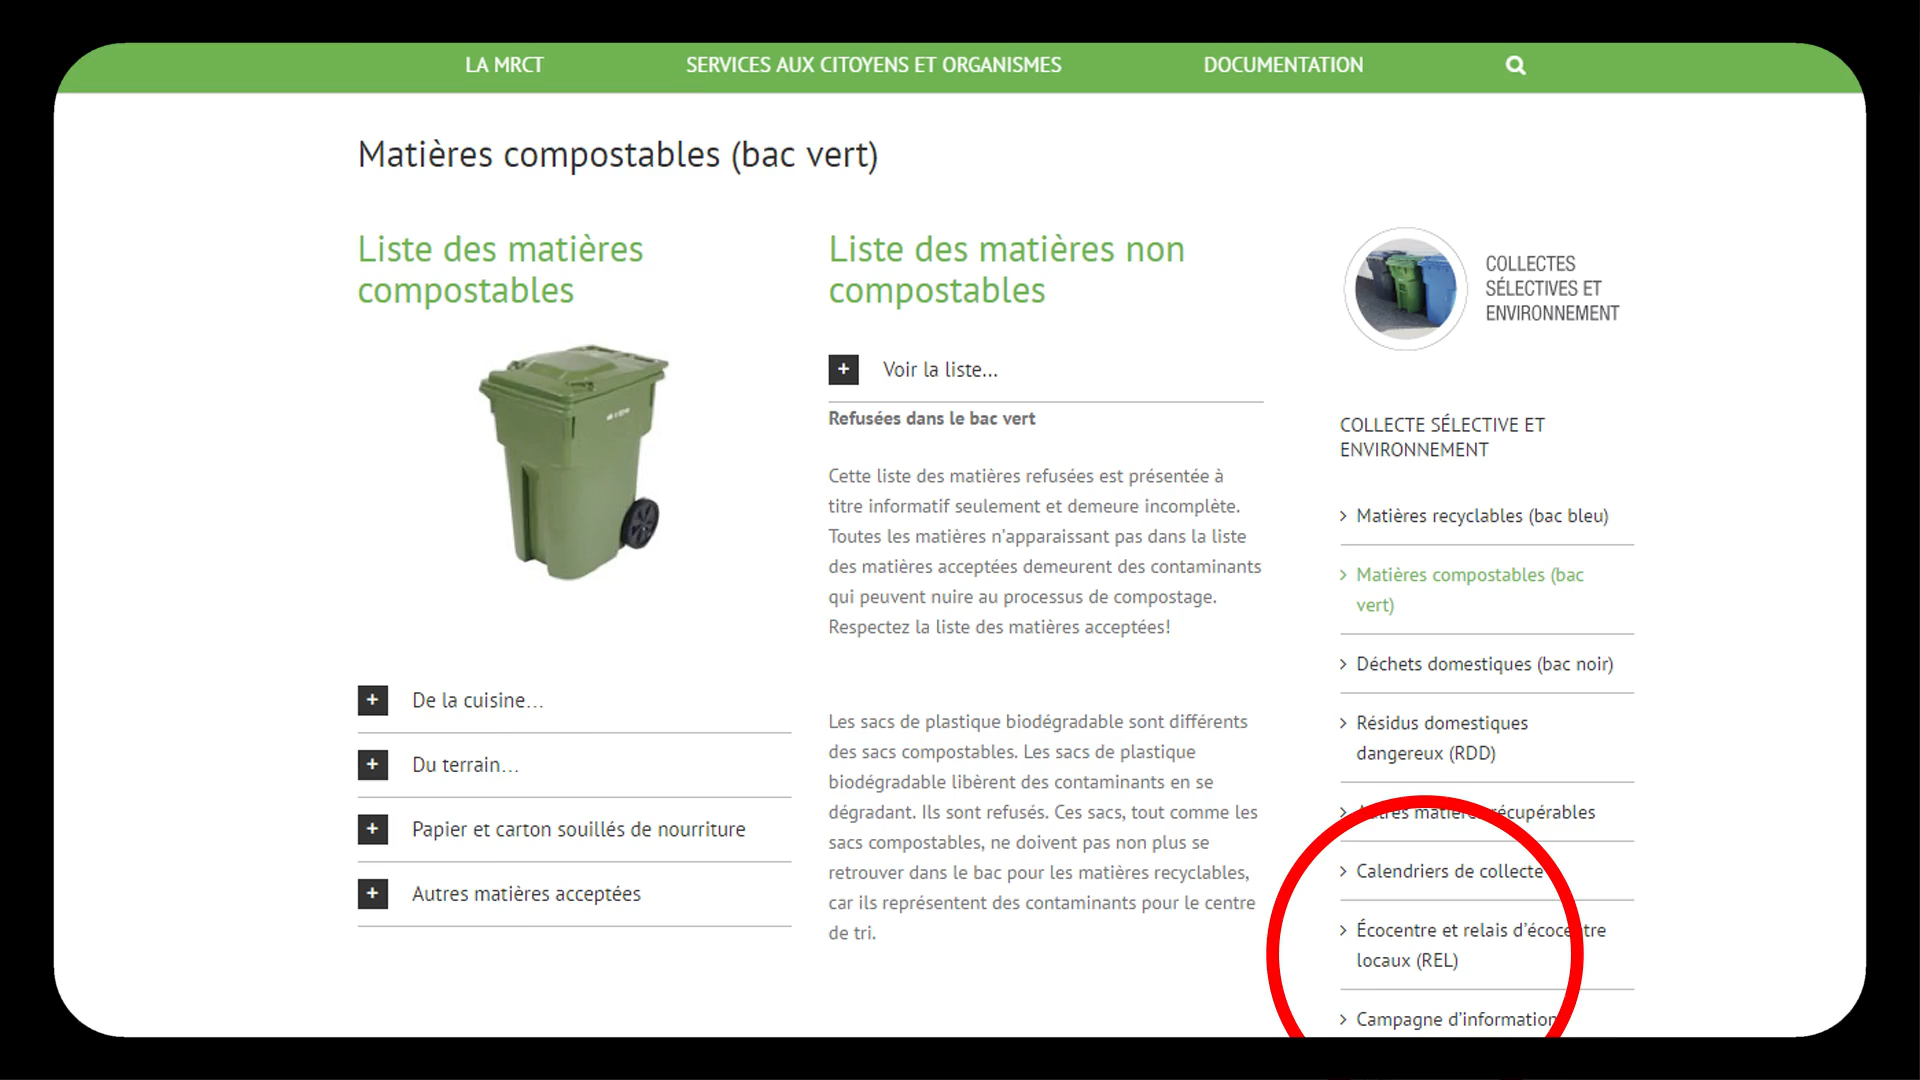 LA MRCT
SERVICES AUX CITOYENS ET ORGANISMES
DOCUMENTATION
Matières compostables (bac vert)
Liste des matières
compostables
+ De la cuisine...
+ Du terrain...
+ Papier et carton souillés de nourriture
+ Autres matières acceptées
Liste des matières non
compostables
+ Voir la liste...
Refusées dans le bac vert
Cette liste des matières refusées est présentée à
titre informatif seulement et demeure incomplète.
Toutes les matières n'apparaissant pas dans la liste
des matières acceptées demeurent des contaminants
qui peuvent nuire au processus de compostage.
Respectez la liste des matières acceptées!
Les sacs de plastique biodégradable sont différents
des sacs compostables. Les sacs de plastique
biodégradable libèrent des contaminants en se
dégradant. Ils sont refusés. Ces sacs, tout comme les
sacs compostables, ne doivent pas non plus se
retrouver dans le bac pour les matières recyclables,
car ils représentent des contaminants pour le centre
de tri.
COLLECTES
SÉLECTIVES ET
ENVIRONNEMENT
COLLECTE SÉLECTIVE ET
ENVIRONNEMENT
> Matières recyclables (bac bleu)
> Matières compostables (bac
vert)
> Déchets domestiques (bac noir)
> Résidus domestiques
dangereux (RDD)
> Autres matières récupérables
> Calendriers de collecte
> Écocentre et relais d'écocentre
locaux (REL)
> Campagne d'information